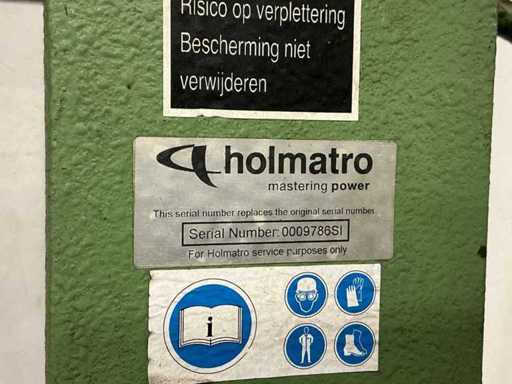 Risico op verplettering
Bescherming niet
verwijderen
holmatro
mastering power
This serial number replaces the original serial number.
Serial Number: 0009786SI
For Holmatro service purposes only
i